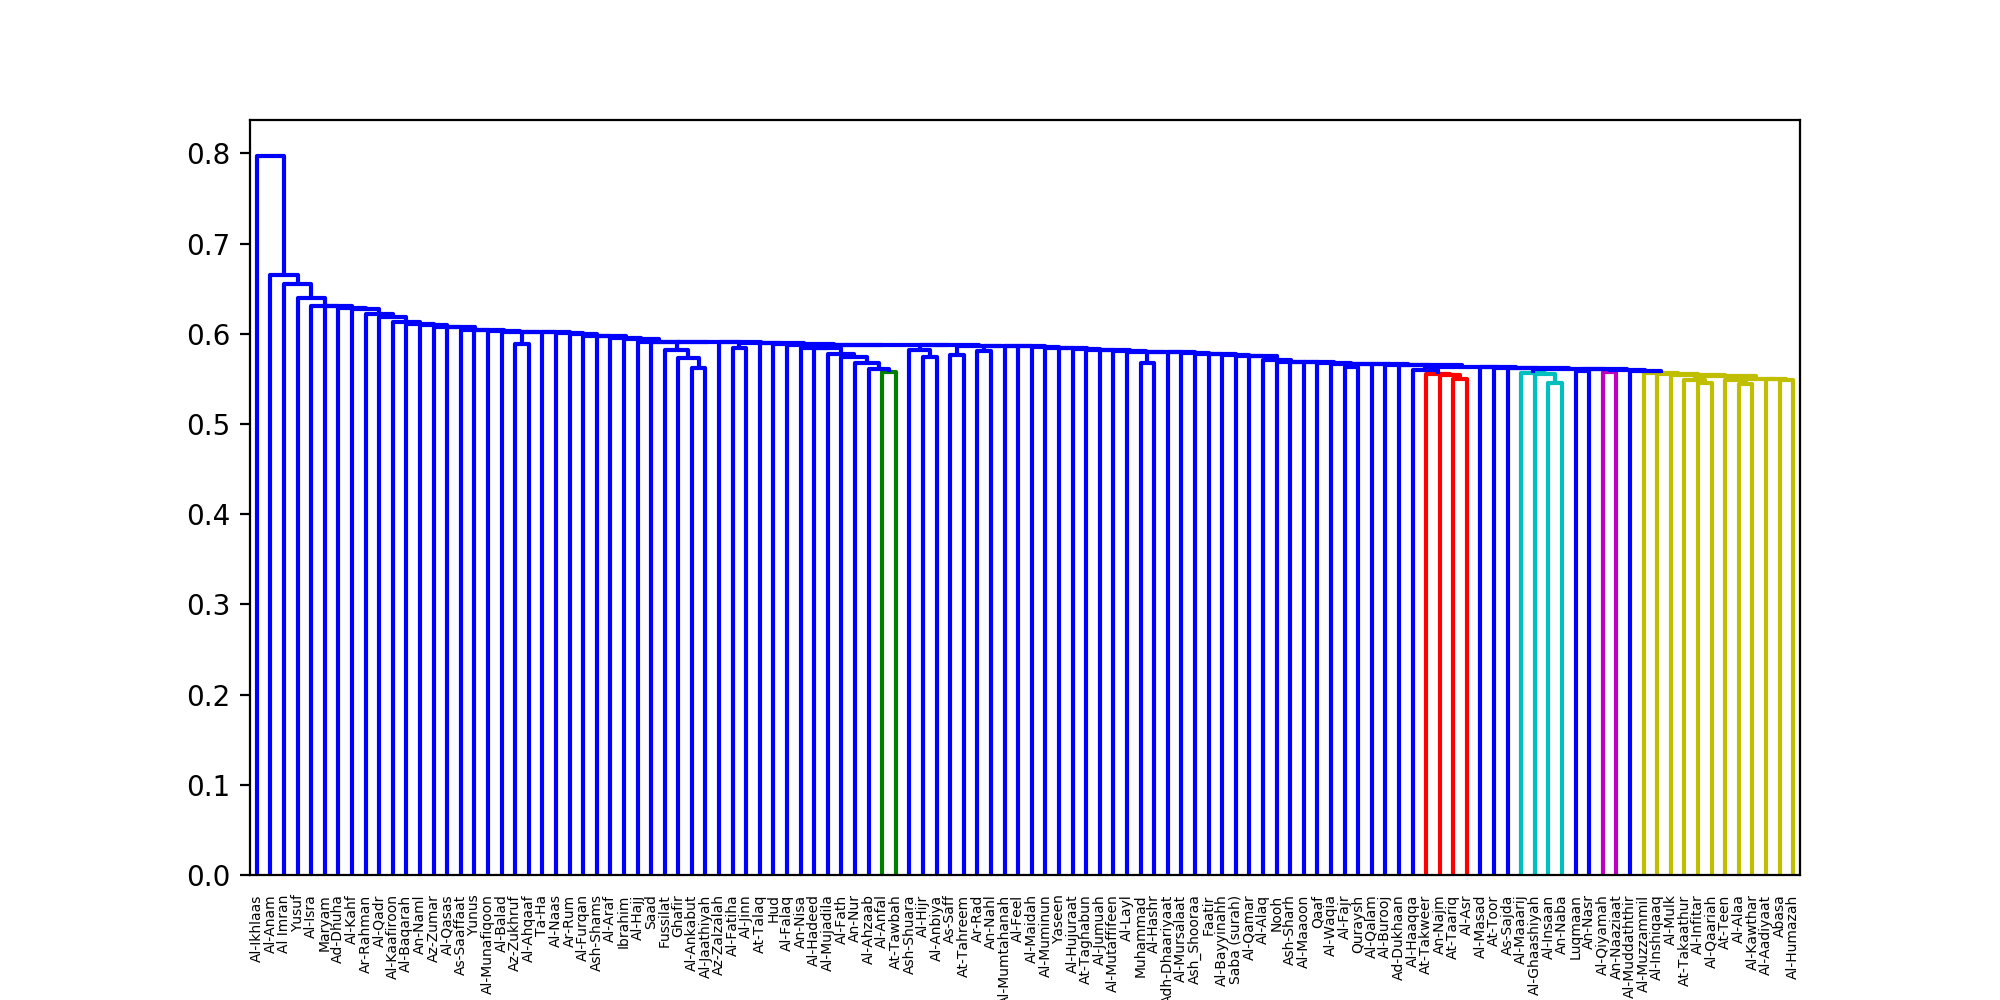 0.8
0.7
0.6
0.5
0.4
0.3
0.2
0.1
0.0
Al-Ikhlaas
Al-Anam
Al Imran
Yusuf
Al-Isra
Maryam
Ad-Dhuha
Al-Kahf
Ar-Rahman
Al-Qadr
Al-Kaafiroon
Al-Baqarah
An-Naml
Az-Zumar
Al-Qasas
As-Saaffaat
Yunus
Al-Munafiqoon
Al-Balad
Az-Zukhruf
Al-Ahqaaf
Ta-Ha
Al-Naas
Ar-Rum
Al-Furqan
Ash-Shams
Al-Araf
Ibrahim
Al-Hajj
Saad
Fussilat
Ghafir
Al-Ankabut
Al-Jaathiyah
Az-Zalzalah
Al-Fatiha
Al-Jinn
At-Talaq
Hud
Al-Falaq
An-Nisa
Al-Hadeed
Al-Mujadila
Al-Fath
An-Nur
Al-Ahzaab
Al-Anfal
At-Tawbah
Ash-Shuara
Al-Hijr
Al-Anbiya
As-Saff
At-Tahreem
Ar-Rad
An-Nahl
Al-Mumtahanah
Al-Feel
Al-Maidah
Al-Muminun
Yaseen
Al-Hujuraat
At-Taghabun
Al-Jumuah
Al-Mutaffifeen
Al-Layl
Muhammad
Al-Hashr
Adh-Dhaariyaat
Al-Mursalaat
Ash_Shooraa
Faatir
Al-Bayyinahh
Saba (surah)
Al-Qamar
Al-Alaq
Nooh
Ash-Sharh
Al-Maaoon
Qaaf
Al-Waqia
Al-Fajr
Quraysh
Al-Qalam
Al-Burooj
Ad-Dukhaan
Al-Haaqqa
At-Takweer
An-Najm
At-Taariq
Al-Asr
Al-Masad
At-Toor
As-Sajda
Al-Maarij
Al-Ghaashiyah
Al-Insaan
An-Naba
Luqmaan
An-Nasr
Al-Qiyamah
An-Naaziaat
Al-Muddaththir
Al-Muzzammil
Al-Inshiqaaq
Al-Mulk
At-Takaathur
Al-Infitar
Al-Qaariah
At-Teen
Al-Alaa
Al-Kawthar
Al-Aadiyaat
Abasa
Al-Humazah